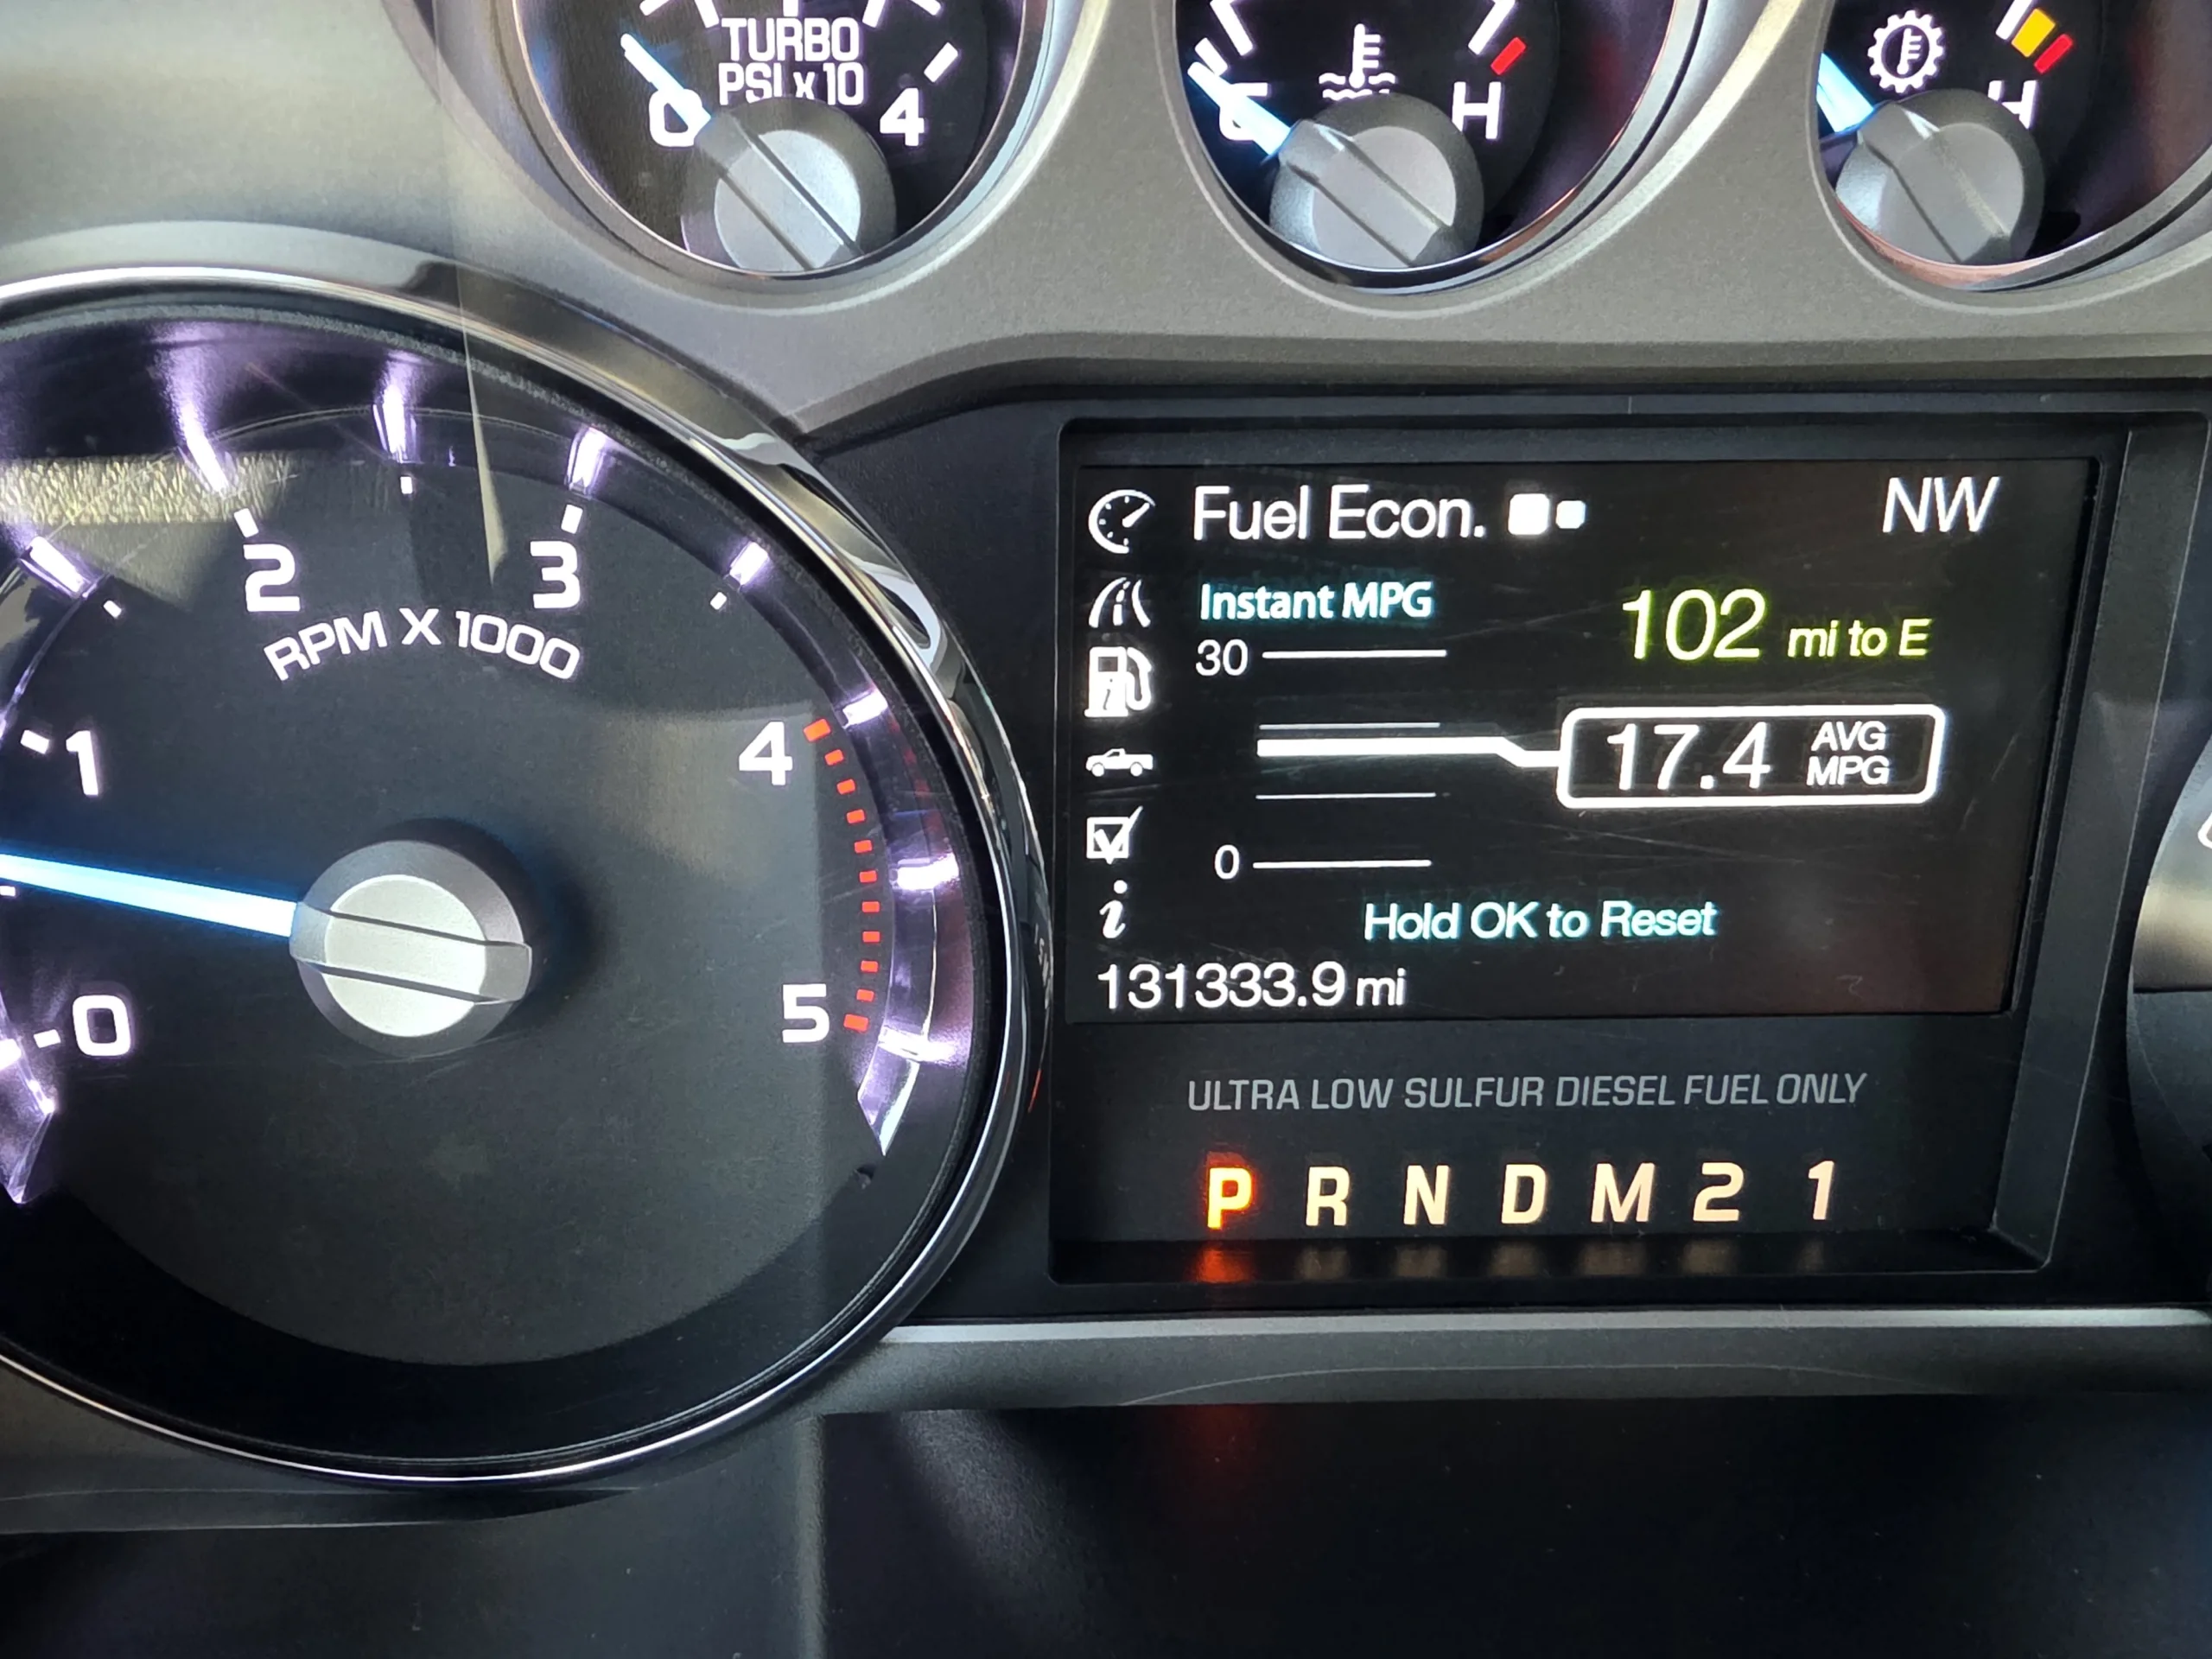 TURBO
PSI x 10
0
4
C
H
H
2
3
RPM X 1000
1
4
0
5
Fuel Econ.
NW
Instant MPG
102 mi to E
30
17.4 AVG MPG
0
Hold OK to Reset
131333.9 mi
ULTRA LOW SULFUR DIESEL FUEL ONLY
P R N D M 2 1